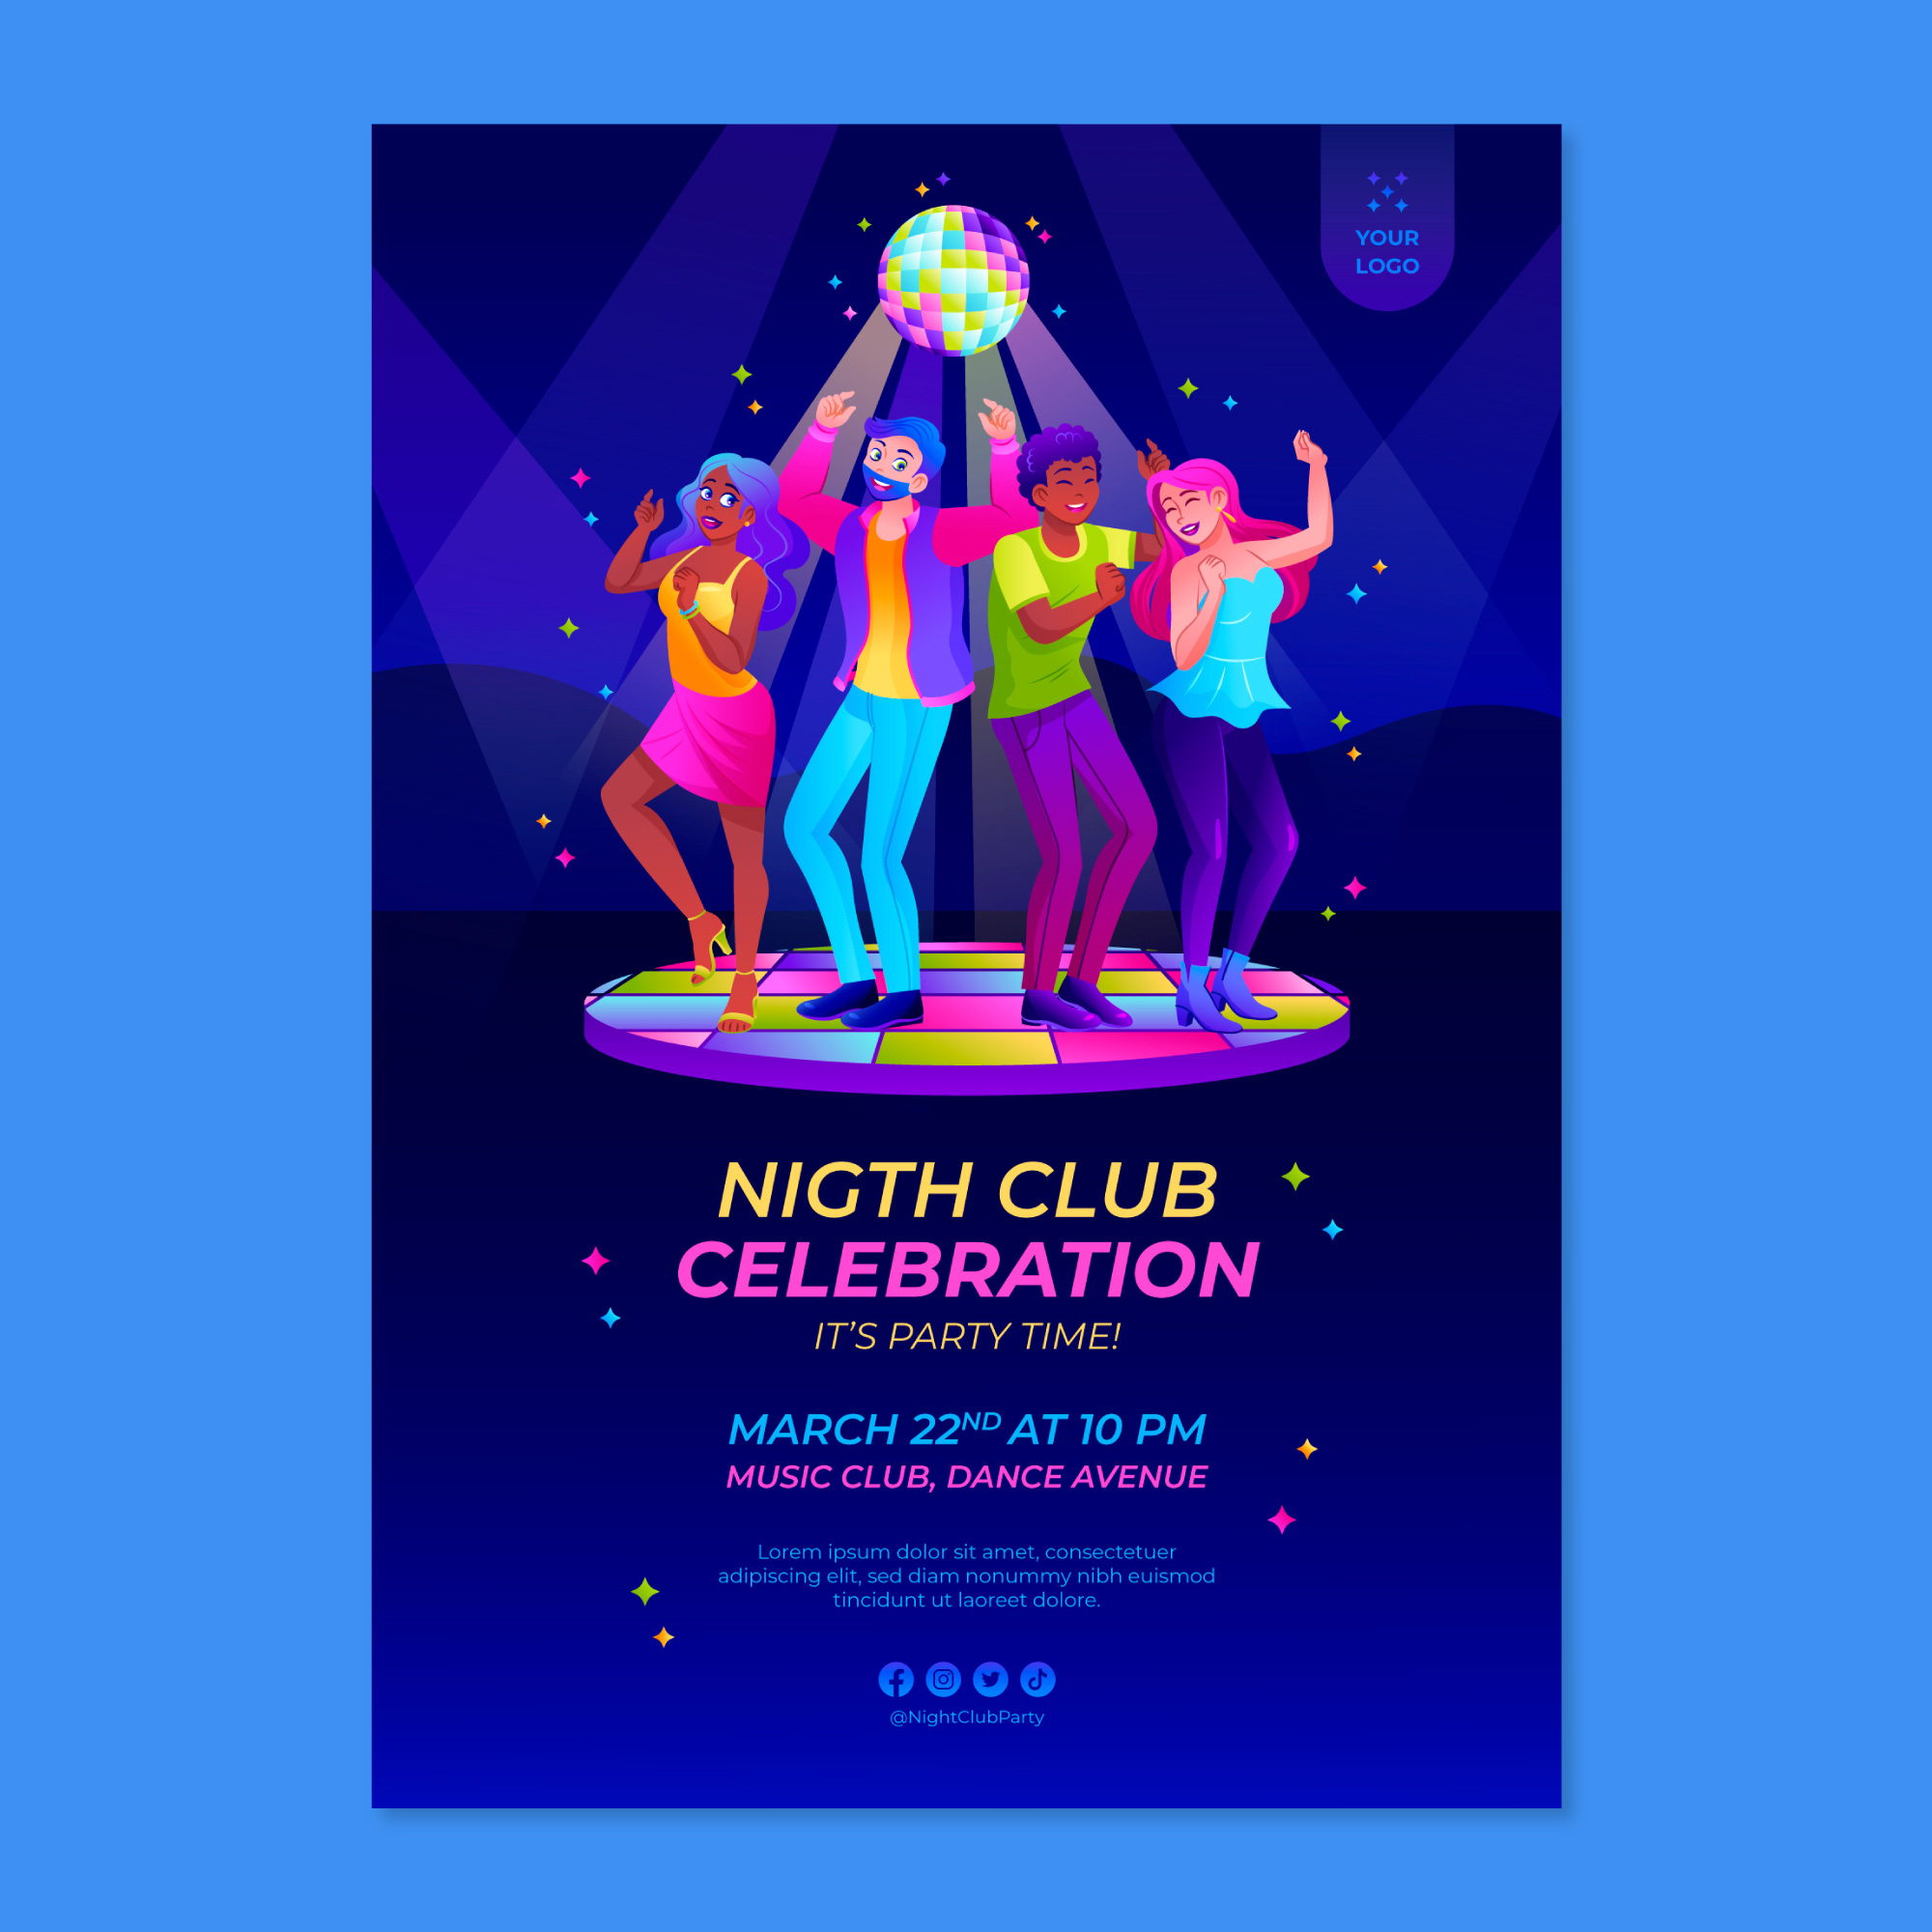 YOUR
LOGO
NIGTH CLUB
CELEBRATION
IT'S PARTY TIME!
MARCH 22ND AT 10 PM
MUSIC CLUB, DANCE AVENUE
Lorem ipsum dolor sit amet, consectetuer
adipiscing elit, sed diam nonummy nibh euismod
tincidunt ut laoreet dolore.
@NightClubParty